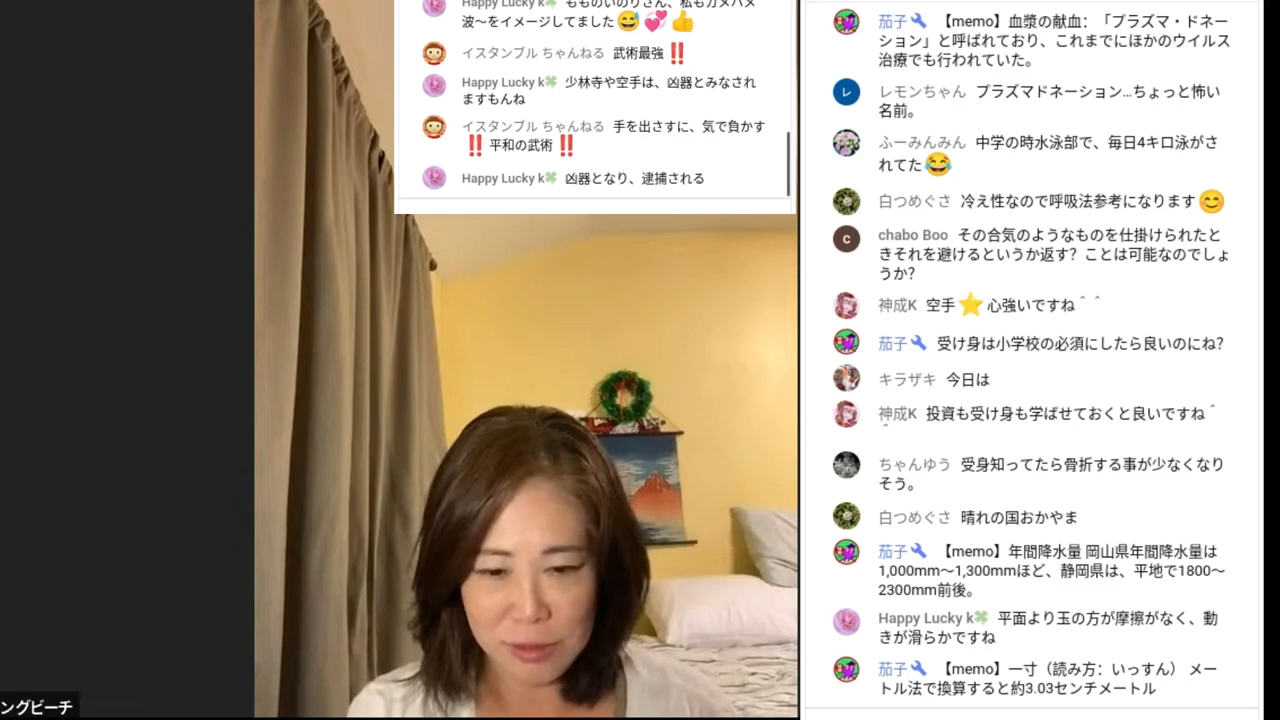 Happy Lucky k🍀 もものいのりさん、私もカメハメ
波〜をイメージしてました😅💞👍
イスタンブル ちゃんねる 武術最強‼️
Happy Lucky k🍀 少林寺や空手は、凶器とみなされ
ますもんね
イスタンブル ちゃんねる 手を出さすに、気で負かす
‼️平和の武術‼️
Happy Lucky k🍀 凶器となり、逮捕される
ングビーチ
茄子🔧 【memo】血漿の献血：「プラズマ・ドネー
ション」と呼ばれており、これまでにほかのウイルス
治療でも行われていた。
レ
レモンちゃん プラズマドネーション…ちょっと怖い
名前。
ふーみんみん 中学の時水泳部で、毎日4キロ泳がさ
れてた😂
白つめぐさ 冷え性なので呼吸法参考になります😊
C
chabo Boo その合気のようなものを仕掛けられたと
きそれを避けるというか返す？ことは可能なのでしょ
うか？
神成K 空手⭐心強いですね＾＾
茄子🔧 受け身は小学校の必須にしたら良いのにね？
キラザキ 今日は
神成K 投資も受け身も学ばせておくと良いですね＾
＾
ちゃんゆう 受身知ってたら骨折する事が少なくなり
そう。
白つめぐさ 晴れの国おかやま
茄子🔧 【memo】年間降水量 岡山県年間降水量は
1,000mm〜1,300mmほど、静岡県は、平地で1800〜
2300mm前後。
Happy Lucky k🍀 平面より玉の方が摩擦がなく、動
きが滑らかですね
茄子🔧 【memo】一寸（読み方：いっすん） メー
トル法で換算すると約3.03センチメートル